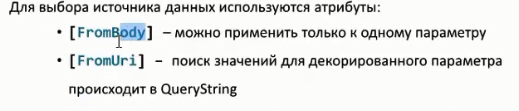 Для выбора источника данных используются атрибуты:
• [FromBody] – можно применить только к одному параметру
• [FromUri] – поиск значений для декорированного параметра
происходит в QueryString